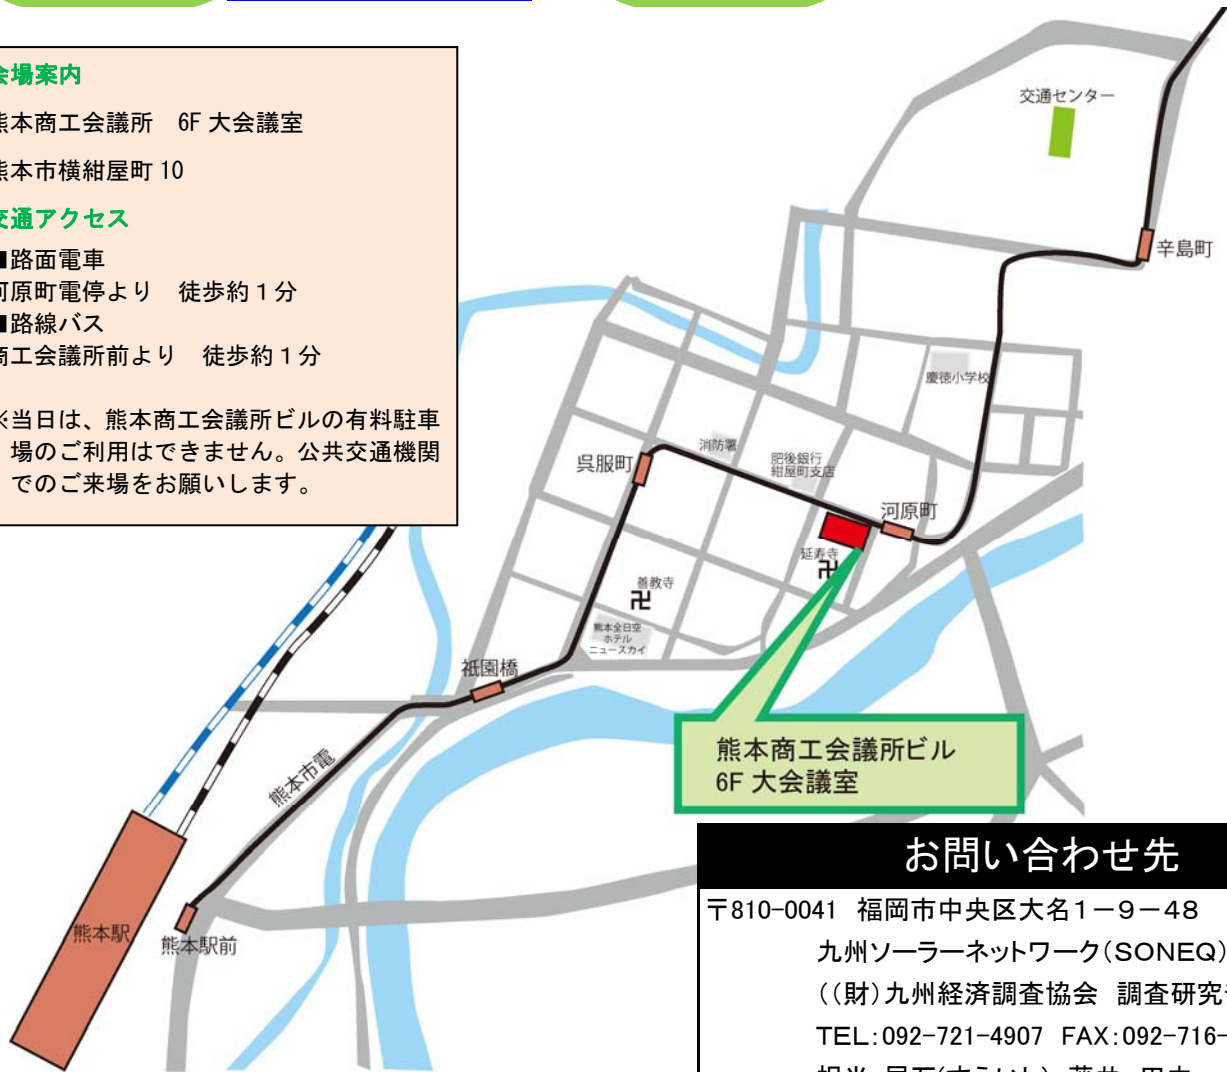 会場案内
熊本商工会議所　6F 大会議室
熊本市横紺屋町 10
交通アクセス
■路面電車
河原町電停より　徒歩約１分
■路線バス
商工会議所前より　徒歩約１分
※当日は、熊本商工会議所ビルの有料駐車
場のご利用はできません。公共交通機関
でのご来場をお願いします。
交通センター
辛島町
慶徳小学校
消防署
肥後銀行
紺屋町支店
呉服町
河原町
延寿寺
卍
善教寺
卍
熊本全日空
ホテル
ニュースカイ
祇園橋
熊本商工会議所ビル
6F 大会議室
熊本市電
熊本駅
熊本駅前
お問い合わせ先
〒810-0041 福岡市中央区大名１－９－４８
九州ソーラーネットワーク（ＳＯＮＥＱ）
（（財）九州経済調査協会 調査研究
TEL：092-721-4907 FAX：092-716-